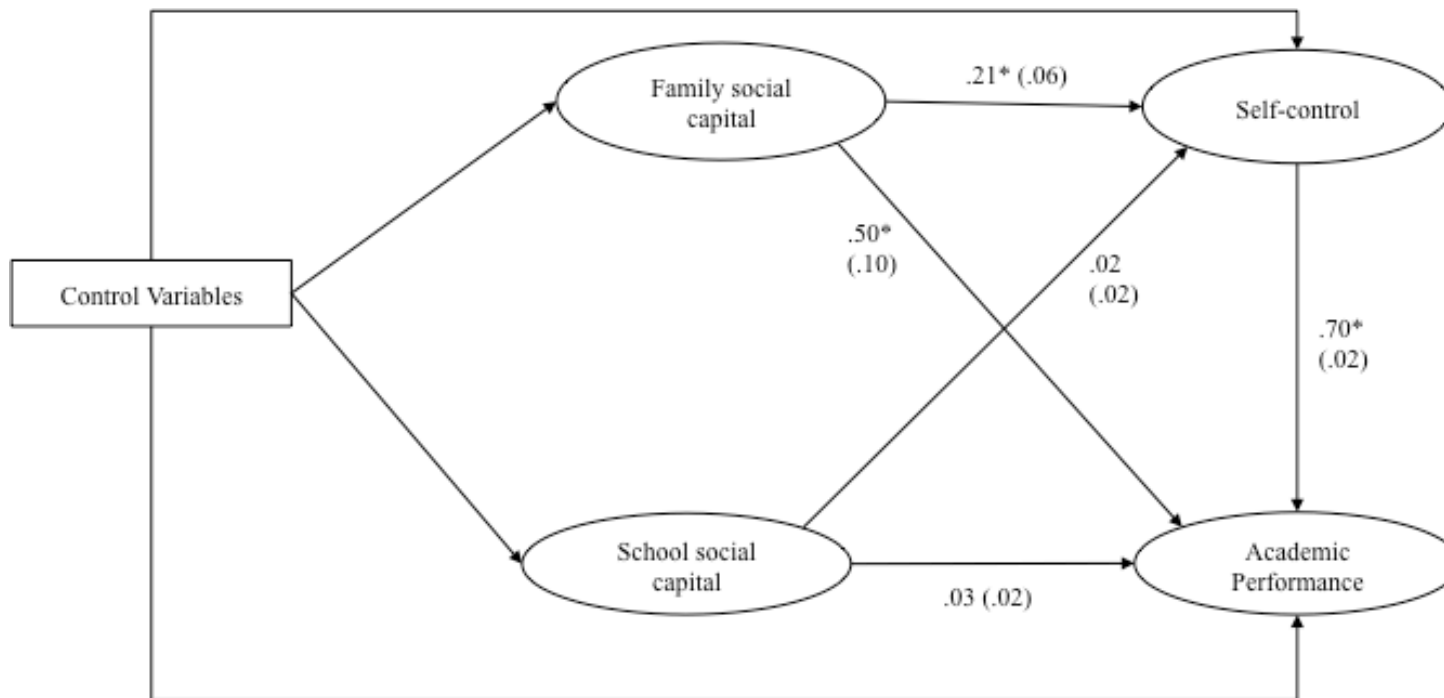 Family social
capital
.21* (.06)
Self-control
.50*
(.10)
.02
(.02)
Control Variables
.70*
(.02)
School social
capital
.03 (.02)
Academic
Performance